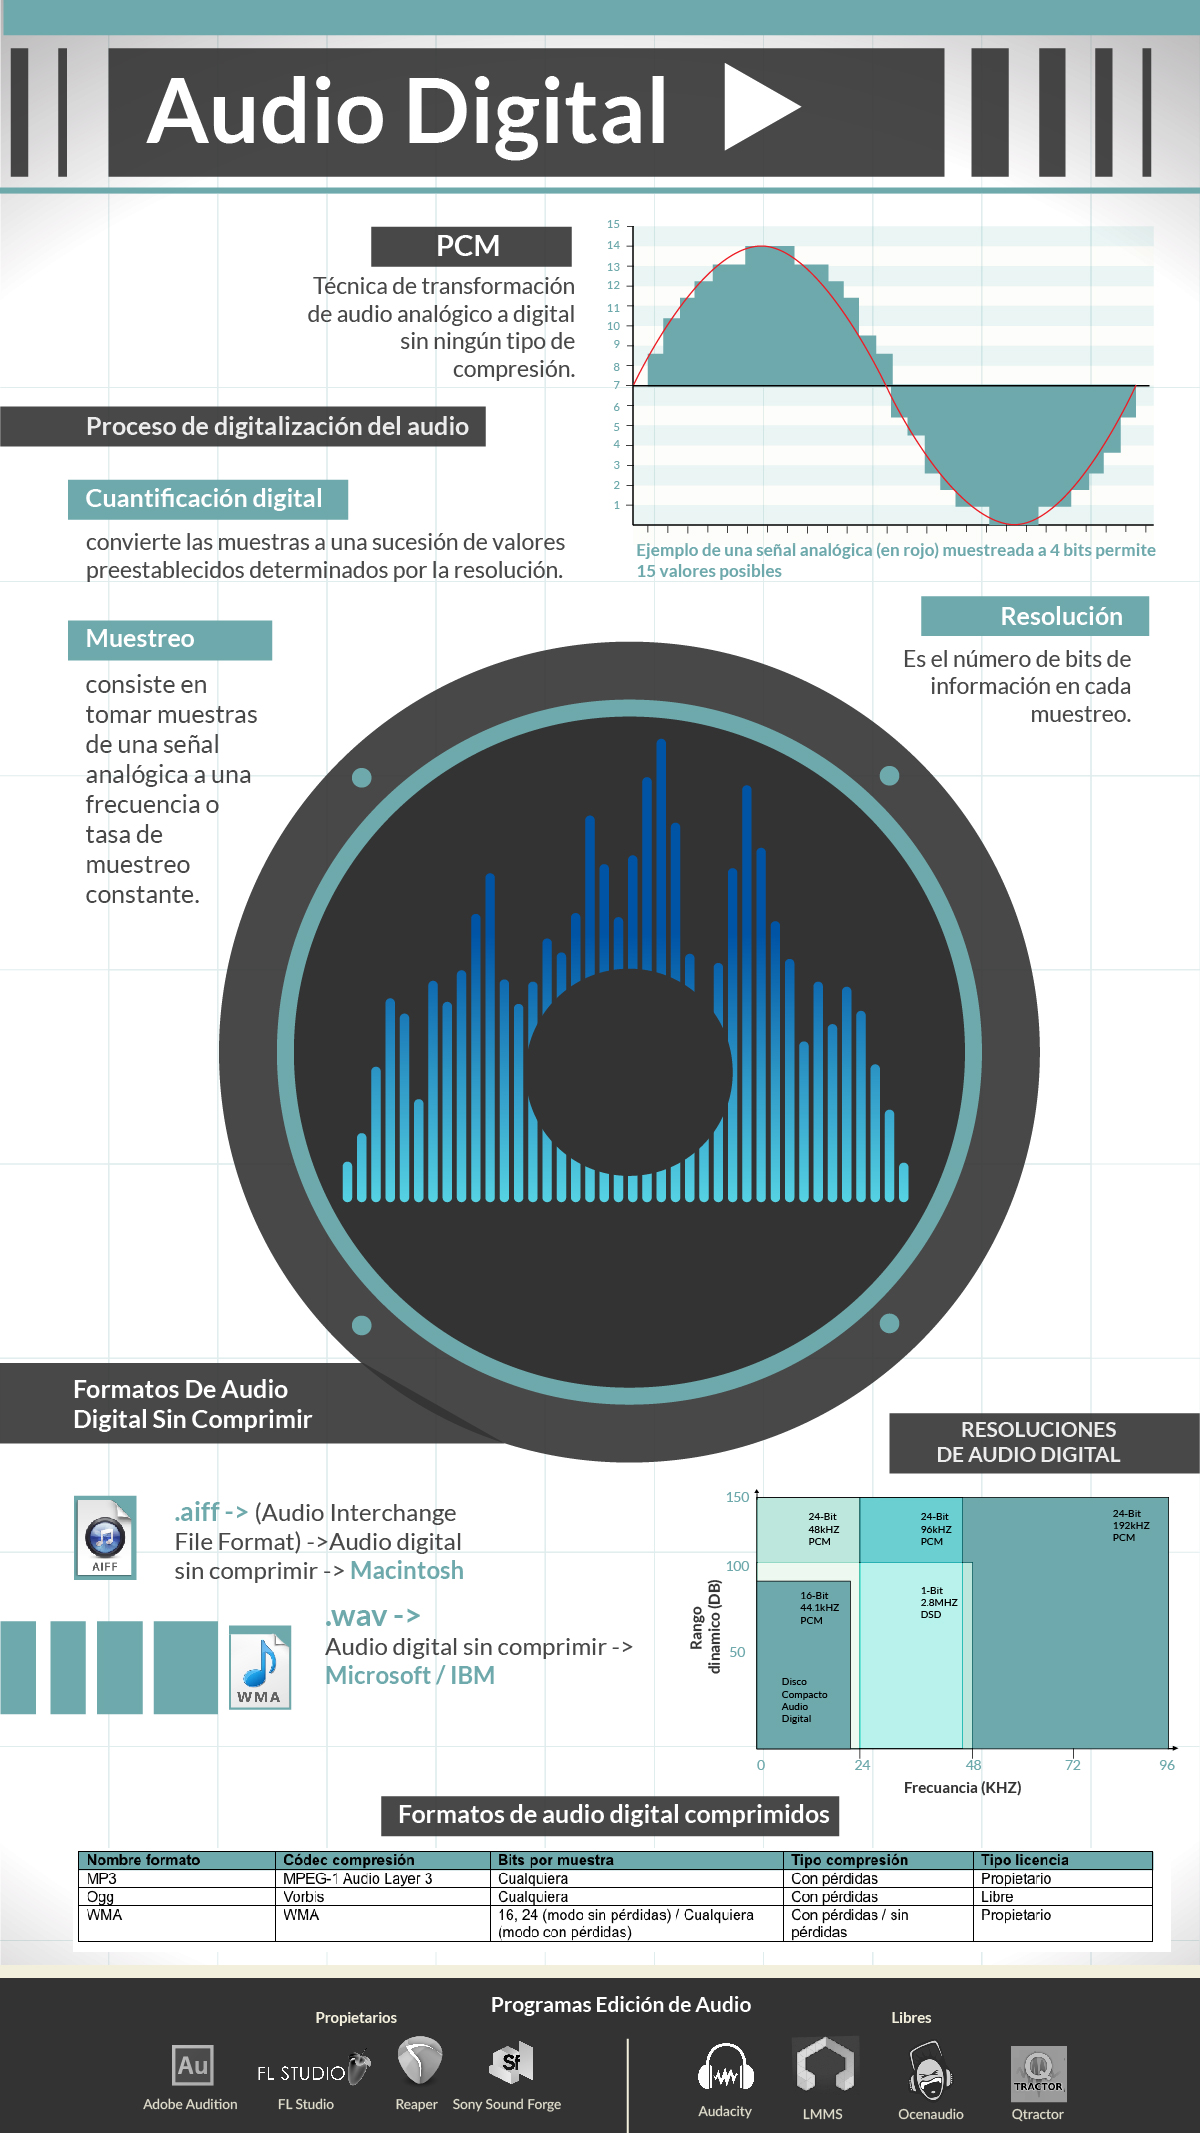 Audio Digital
PCM
Técnica de transformación
de audio analógico a digital
sin ningún tipo de
compresión.
15
14
13
12
11
10
9
8
7
6
5
4
3
2
1
Ejemplo de una señal analógica (en rojo) muestreada a 4 bits permite
15 valores posibles
Proceso de digitalización del audio
Cuantificación digital
convierte las muestras a una sucesión de valores
preestablecidos determinados por la resolución.
Muestreo
consiste en
tomar muestras
de una señal
analógica a una
frecuencia o
tasa de
muestreo
constante.
Resolución
Es el número de bits de
información en cada
muestreo.
Formatos De Audio
Digital Sin Comprimir
AIFF
.aiff -> (Audio Interchange
File Format) ->Audio digital
sin comprimir -> Macintosh
WMA
.wav ->
Audio digital sin comprimir ->
Microsoft / IBM
RESOLUCIONES
DE AUDIO DIGITAL
150
100
50
Rango
dinamico (DB)
24-Bit
48kHZ
PCM
24-Bit
96kHZ
PCM
24-Bit
192kHZ
PCM
16-Bit
44.1kHZ
PCM
1-Bit
2.8MHZ
DSD
Disco
Compacto
Audio
Digital
0 24 48 72 96
Frecuancia (KHZ)
Formatos de audio digital comprimidos
Nombre formato Códec compresión Bits por muestra Tipo compresión Tipo licencia
MP3 MPEG-1 Audio Layer 3 Cualquiera Con pérdidas Propietario
Ogg Vorbis Cualquiera Con pérdidas Libre
WMA WMA 16, 24 (modo sin pérdidas) / Cualquiera Con pérdidas / sin Propietario
(modo con pérdidas) pérdidas
Programas Edición de Audio
Propietarios
Libres
Au
FL STUDIO
Sf
Q
TRACTOR
Adobe Audition
FL Studio
Reaper
Sony Sound Forge
Audacity
LMMS
Ocenaudio
Qtractor